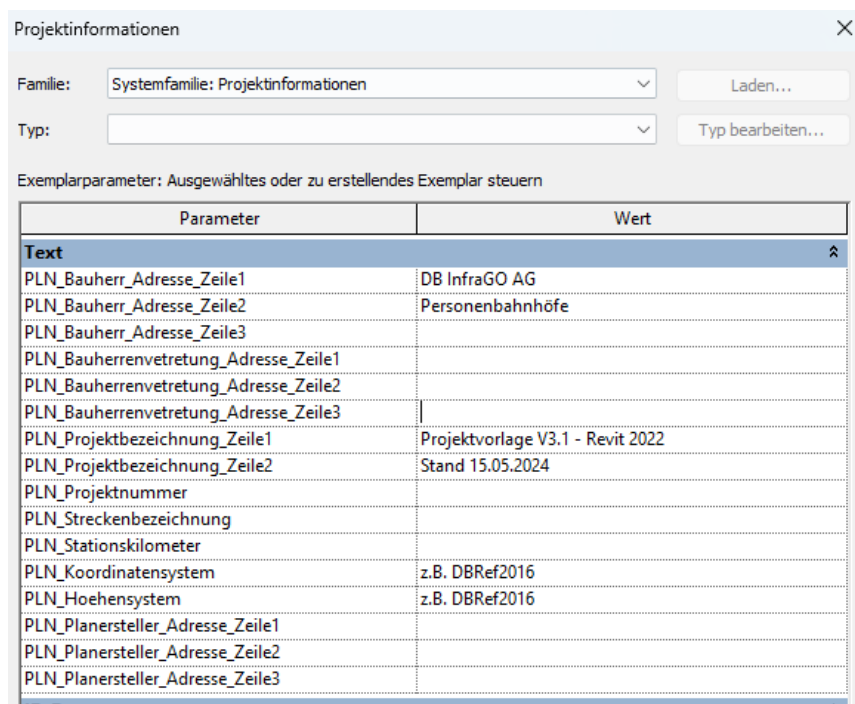 Projektinformationen
Familie: Systemfamilie: Projektinformationen Laden...
Typ: Typ bearbeiten...
Exemplarparameter: Ausgewähltes oder zu erstellendes Exemplar steuern
Parameter Wert
Text
PLN_Bauherr_Adresse_Zeile1 DB InfraGO AG
PLN_Bauherr_Adresse_Zeile2 Personenbahnhöfe
PLN_Bauherr_Adresse_Zeile3
PLN_Bauherrenvetretung_Adresse_Zeile1
PLN_Bauherrenvetretung_Adresse_Zeile2
PLN_Bauherrenvetretung_Adresse_Zeile3
PLN_Projektbezeichnung_Zeile1 Projektvorlage V3.1 - Revit 2022
PLN_Projektbezeichnung_Zeile2 Stand 15.05.2024
PLN_Projektnummer
PLN_Streckenbezeichnung
PLN_Stationskilometer
PLN_Koordinatensystem z.B. DBRef2016
PLN_Hoehensystem z.B. DBRef2016
PLN_Planersteller_Adresse_Zeile1
PLN_Planersteller_Adresse_Zeile2
PLN_Planersteller_Adresse_Zeile3